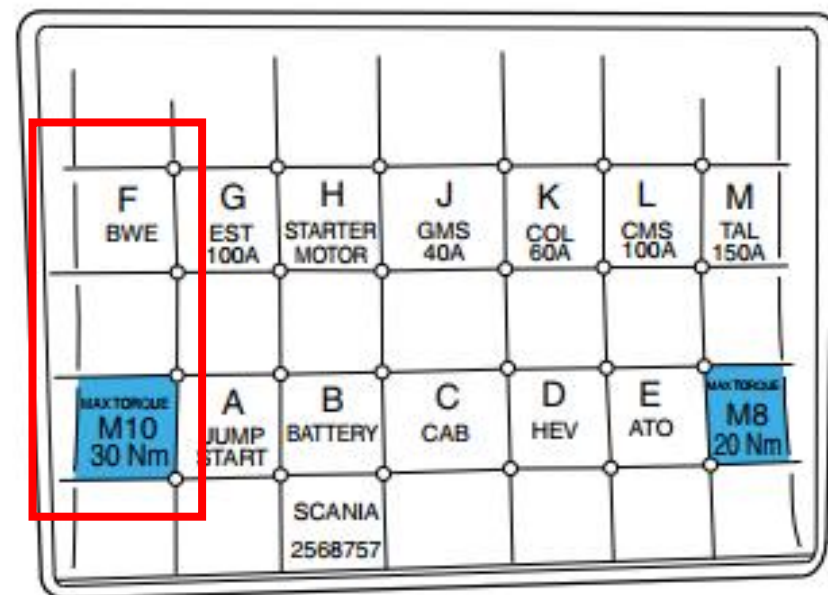 F
BWE
G
EST
100A
H
STARTER
MOTOR
J
GMS
40A
K
COL
60A
L
CMS
100A
M
TAL
150A
MAX TORQUE
M10
30 Nm
A
JUMP
START
B
BATTERY
C
CAB
D
HEV
E
ATO
MAX TORQUE
M8
20 Nm
SCANIA
2568757